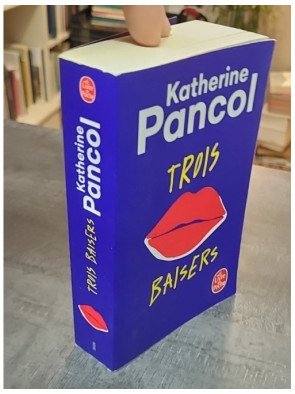 Katherine
Pancol
TROIS
BAISERS
Katherine
Pancol
TROIS BAISERS